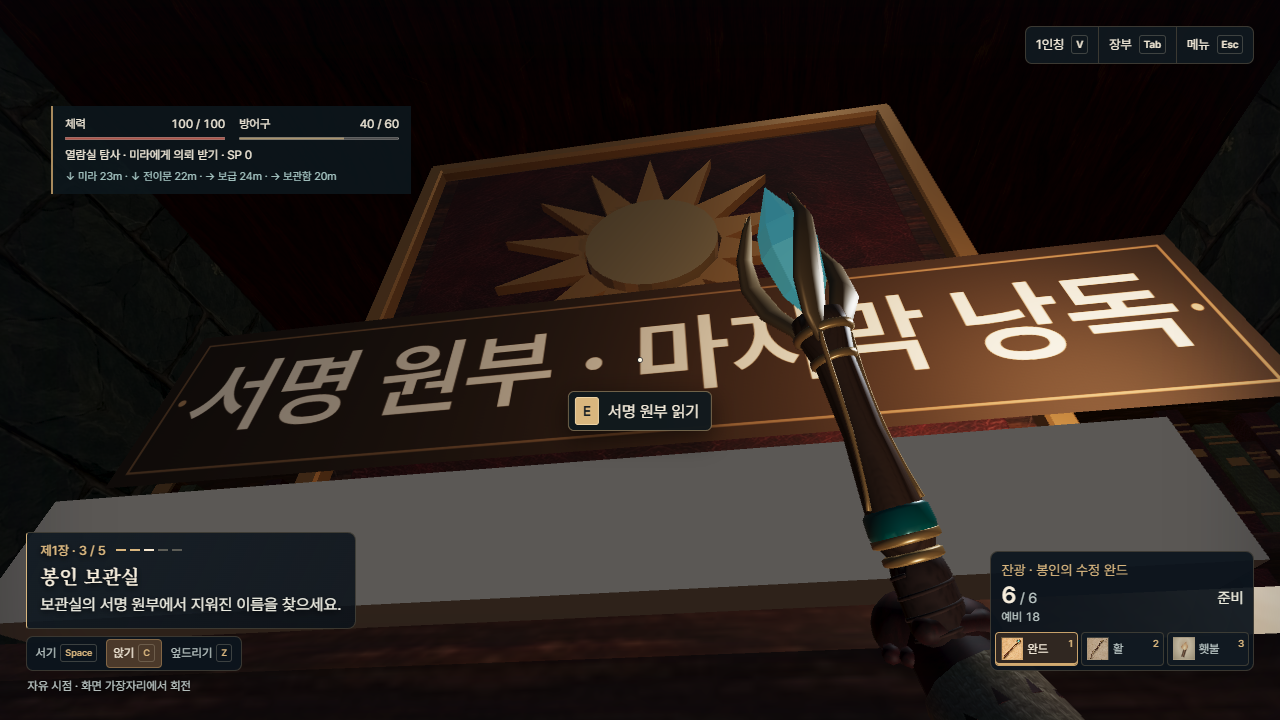 1인칭 V 장부 Tab 메뉴 Esc
체력 100 / 100 방어구 40 / 60
열람실 탐사 · 미라에게 의뢰 받기 · SP 0
↓ 미라 23m · ↓ 전이문 22m · → 보급 24m · → 보관함 20m
· 서명 원부 · 마지막 낭독 ·
E 서명 원부 읽기
제1장 · 3 / 5
봉인 보관실
보관실의 서명 원부에서 지워진 이름을 찾으세요.
서기 Space 앉기 C 엎드리기 Z
자유 시점 · 화면 가장자리에서 회전
잔광 · 봉인의 수정 완드
6 / 6 준비
예비 18
완드 1 활 2 횃불 3